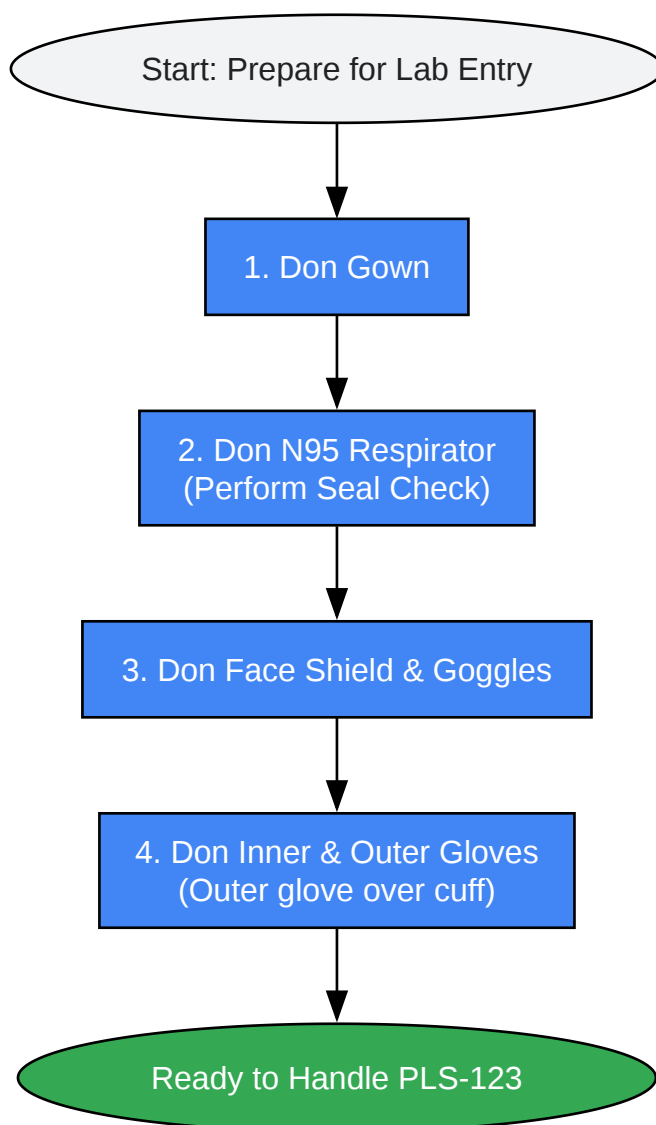 Start: Prepare for Lab Entry
1. Don Gown
2. Don N95 Respirator
(Perform Seal Check)
3. Don Face Shield & Goggles
4. Don Inner & Outer Gloves
(Outer glove over cuff)
Ready to Handle PLS-123